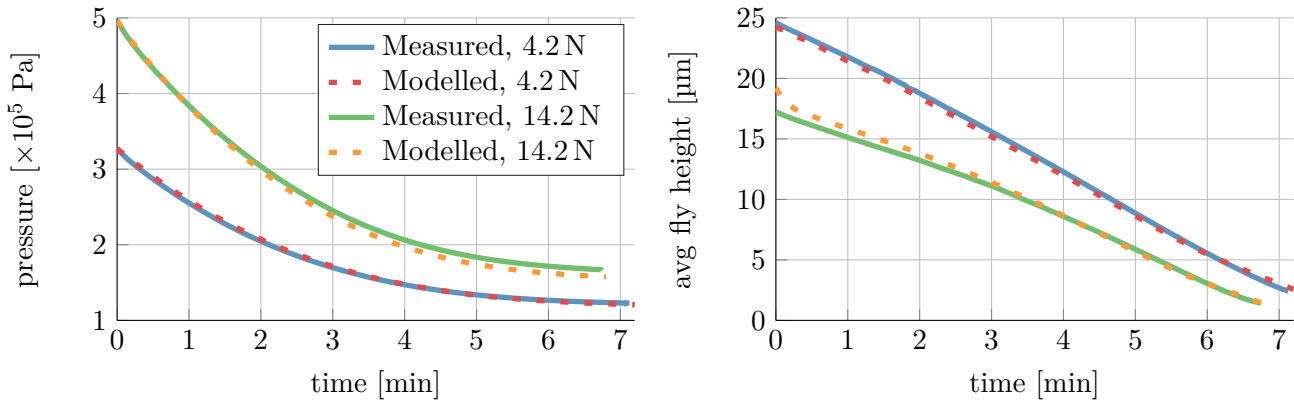 pressure [×10⁵ Pa]
5
4
3
2
1
0 1 2 3 4 5 6 7
time [min]
Measured, 4.2 N
Modelled, 4.2 N
Measured, 14.2 N
Modelled, 14.2 N
avg fly height [µm]
25
20
15
10
5
0
0 1 2 3 4 5 6 7
time [min]